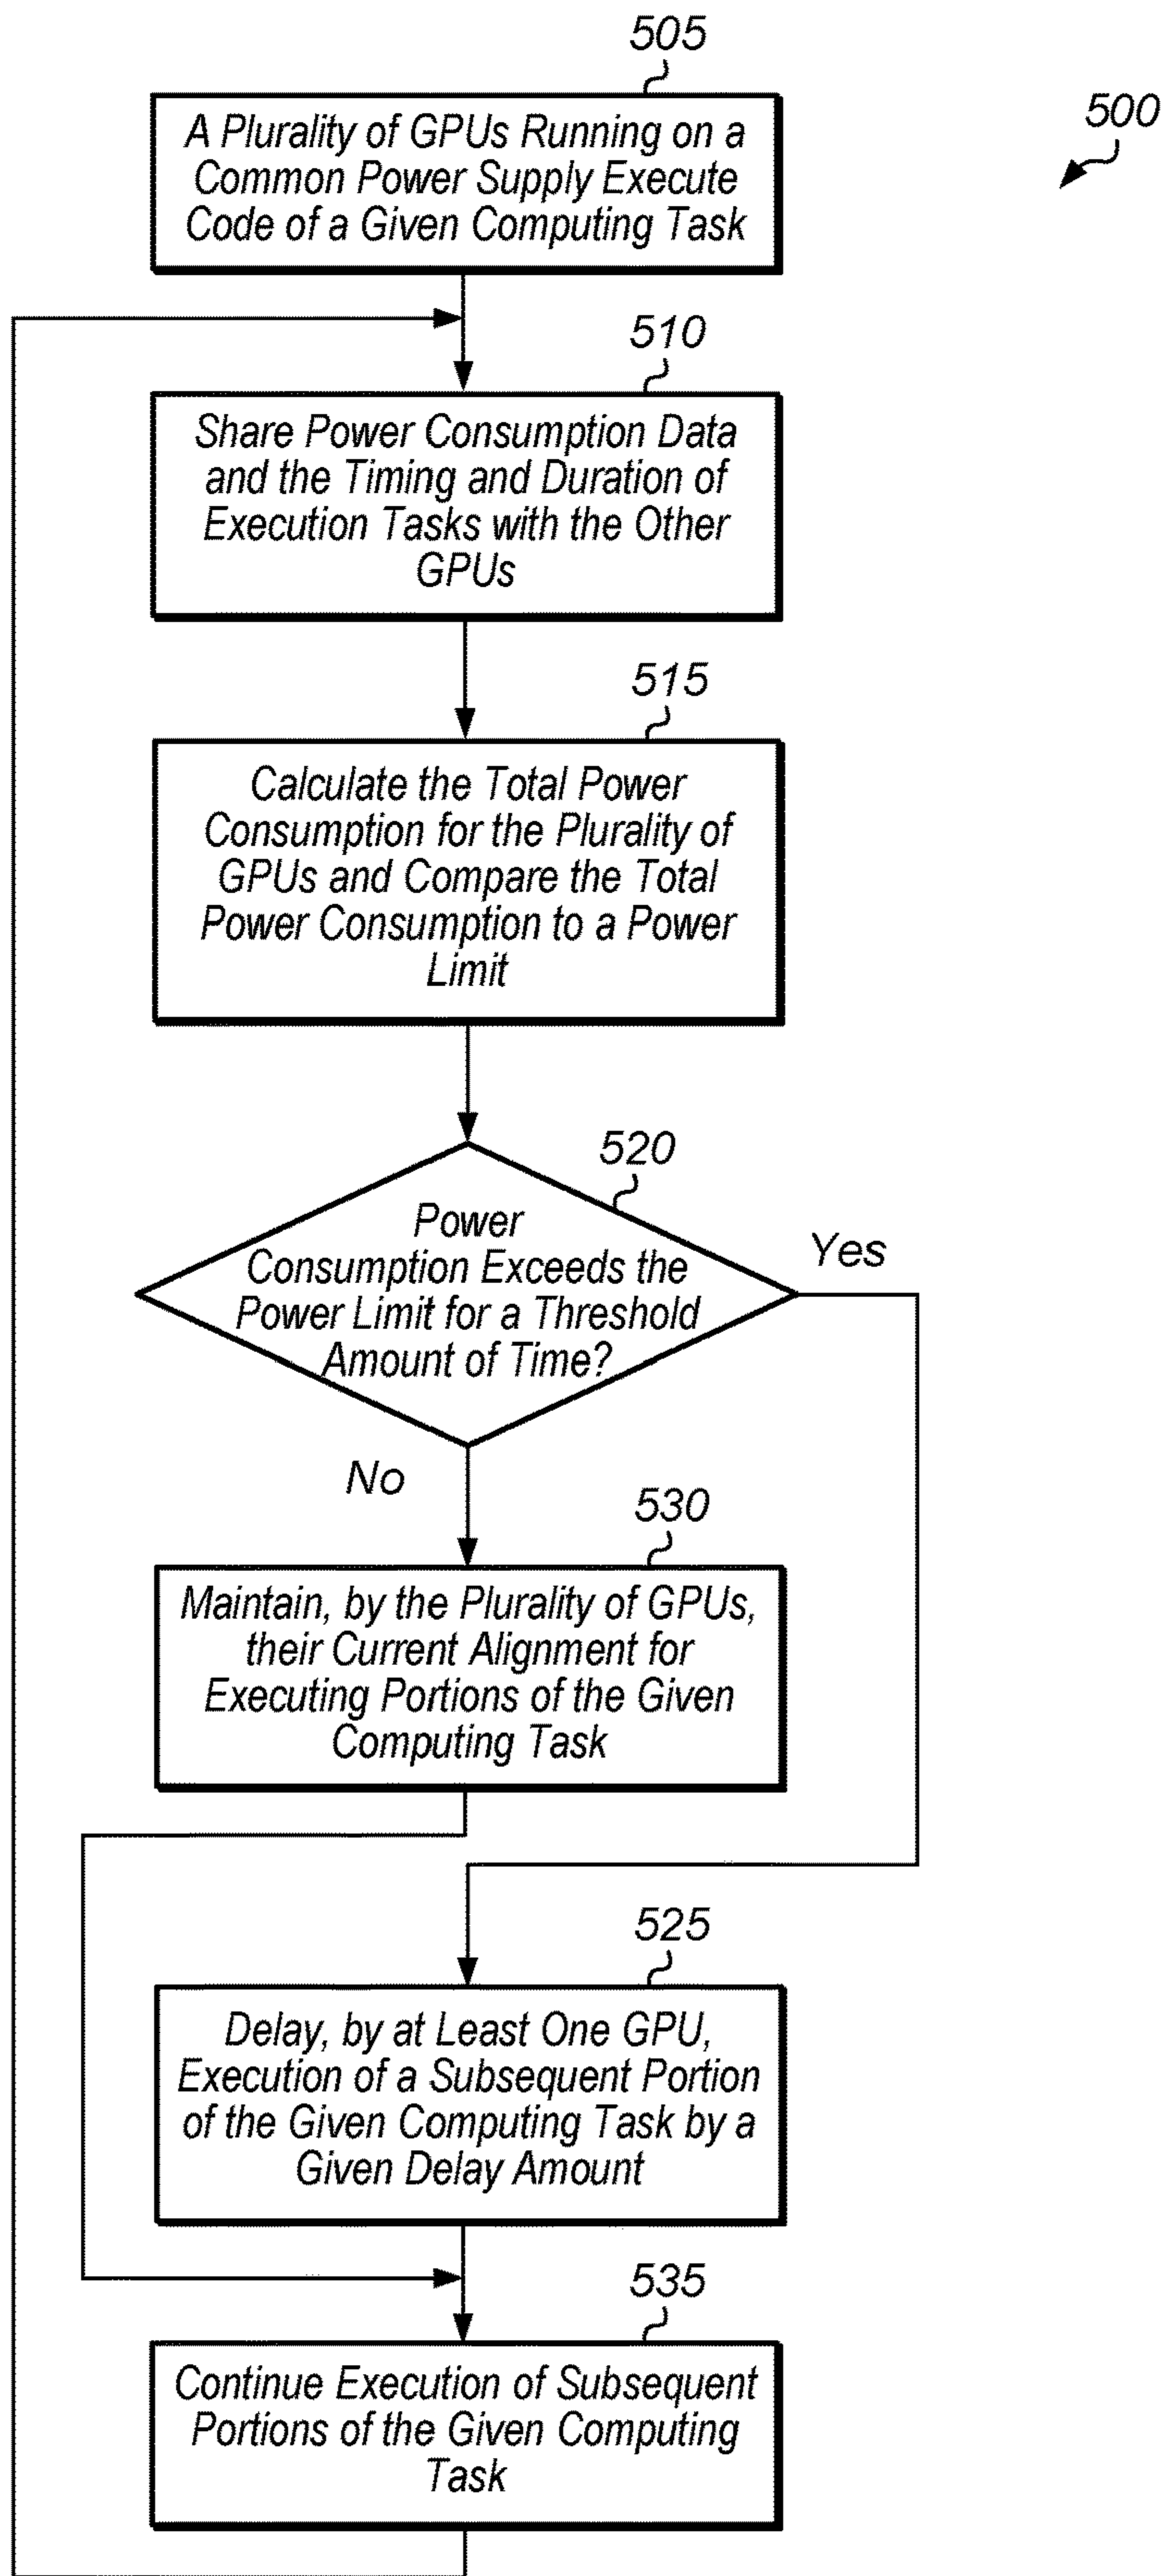 505
500
A Plurality of GPUs Running on a
Common Power Supply Execute
Code of a Given Computing Task
510
Share Power Consumption Data
and the Timing and Duration of
Execution Tasks with the Other
GPUs
515
Calculate the Total Power
Consumption for the Plurality of
GPUs and Compare the Total
Power Consumption to a Power
Limit
520
Power
Consumption Exceeds the
Power Limit for a Threshold
Amount of Time?
Yes
No
530
Maintain, by the Plurality of GPUs,
their Current Alignment for
Executing Portions of the Given
Computing Task
525
Delay, by at Least One GPU,
Execution of a Subsequent Portion
of the Given Computing Task by a
Given Delay Amount
535
Continue Execution of Subsequent
Portions of the Given Computing
Task